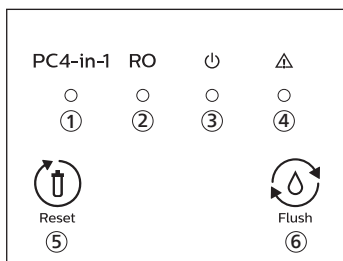 PC4-in-1 RO
① ② ③ ④
Reset Flush
⑤ ⑥